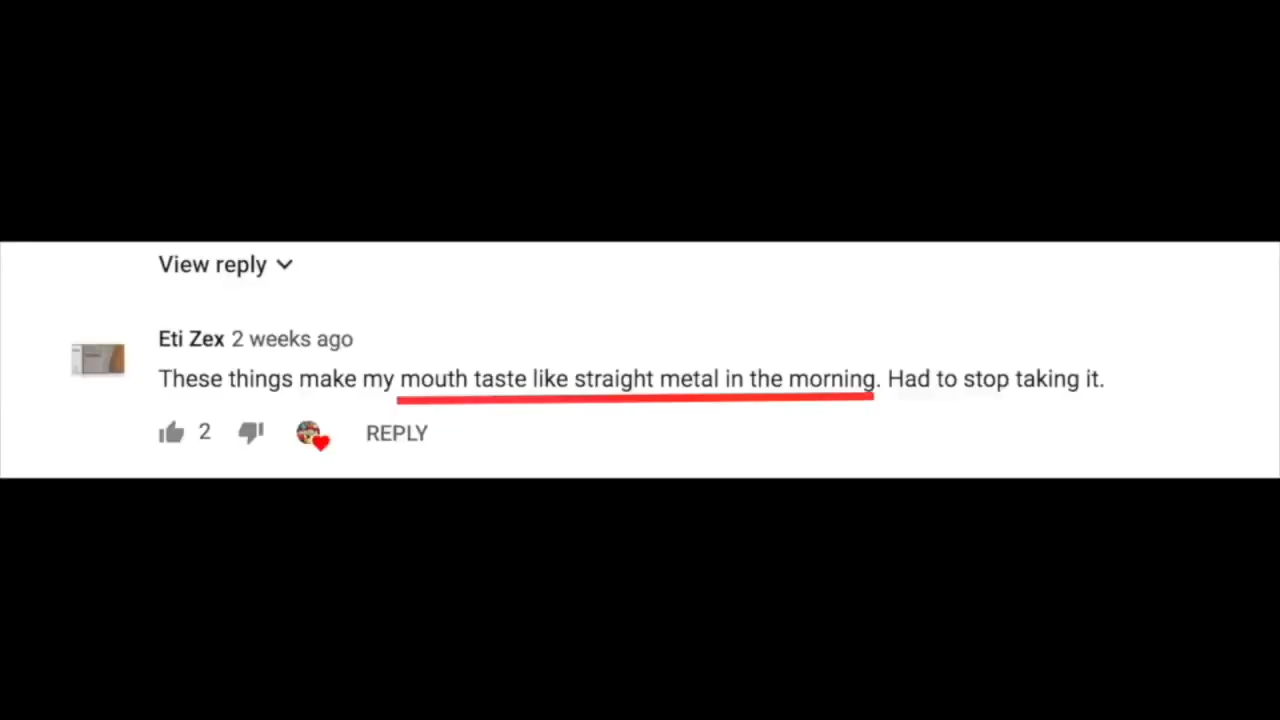 View reply
Eti Zex 2 weeks ago
These things make my mouth taste like straight metal in the morning. Had to stop taking it.
2 REPLY